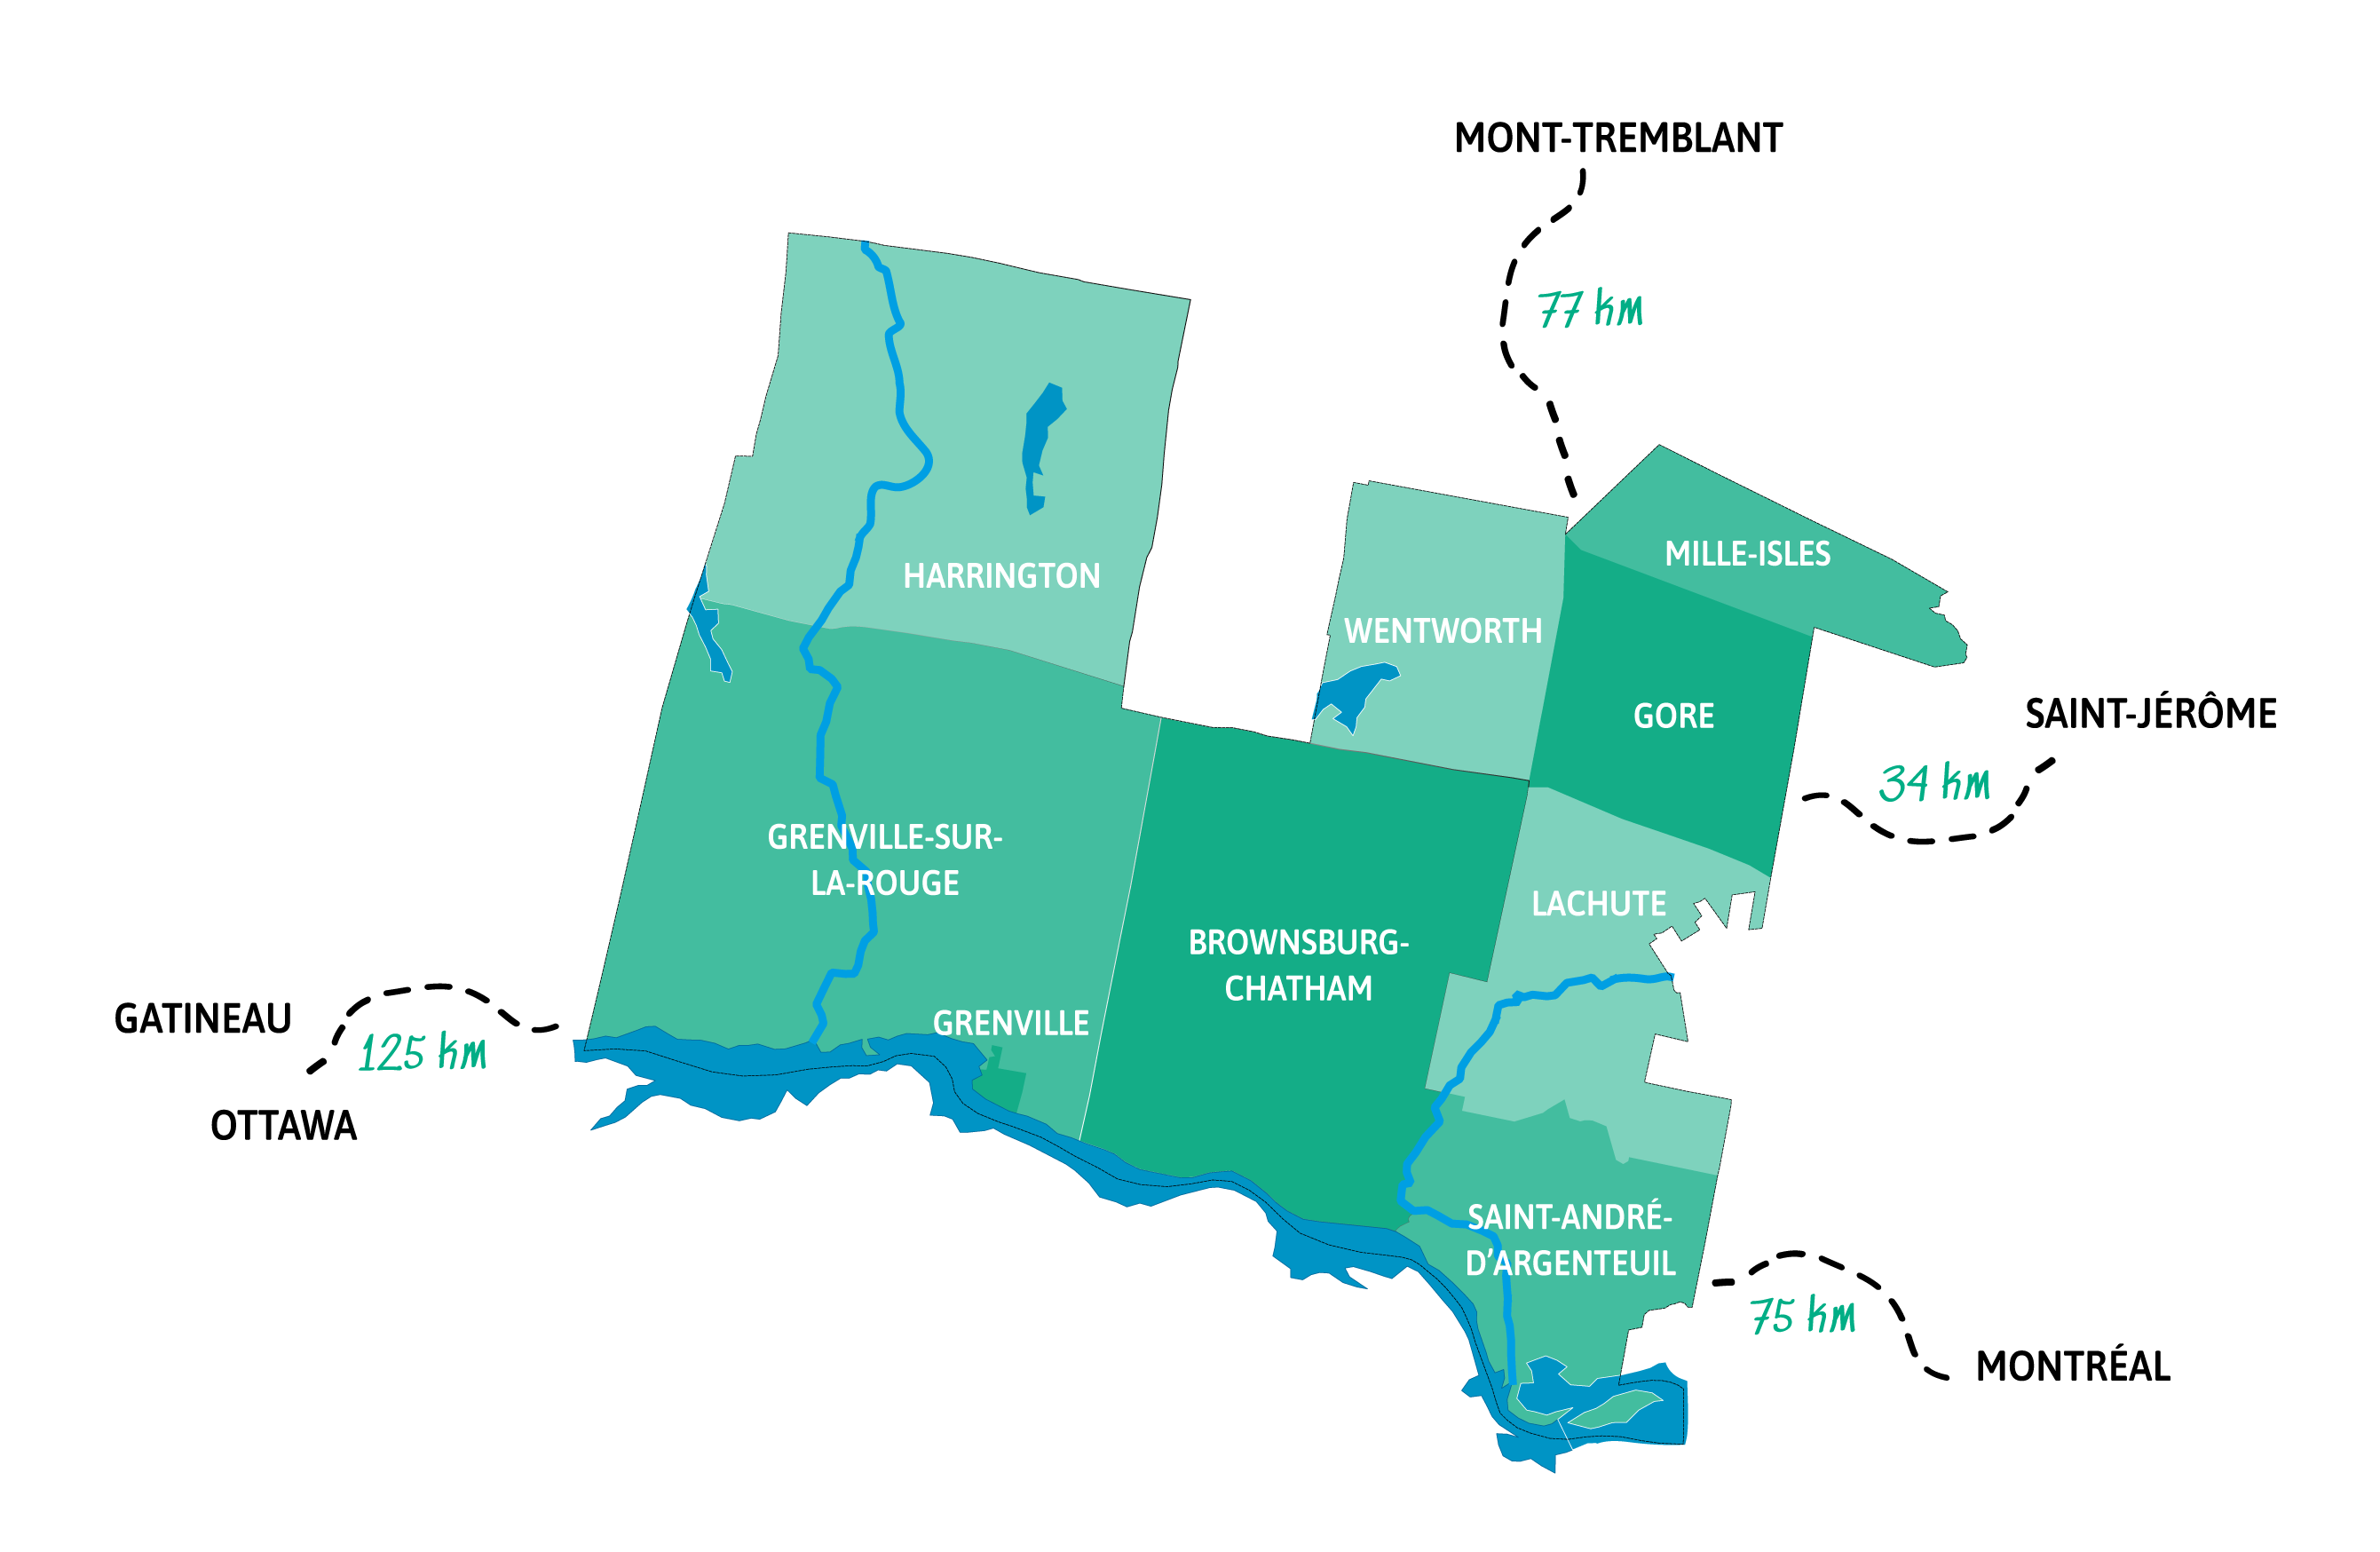 MONT-TREMBLANT
77 km
HARRINGTON
MILLE-ISLES
WENTWORTH
GORE
SAINT-JÉRÔME
34 km
GRENVILLE-SUR-
LA-ROUGE
LACHUTE
BROWNSBURG-
CHATHAM
GATINEAU
GRENVILLE
125 km
OTTAWA
SAINT-ANDRÉ-
D'ARGENTEUIL
75 km
MONTRÉAL